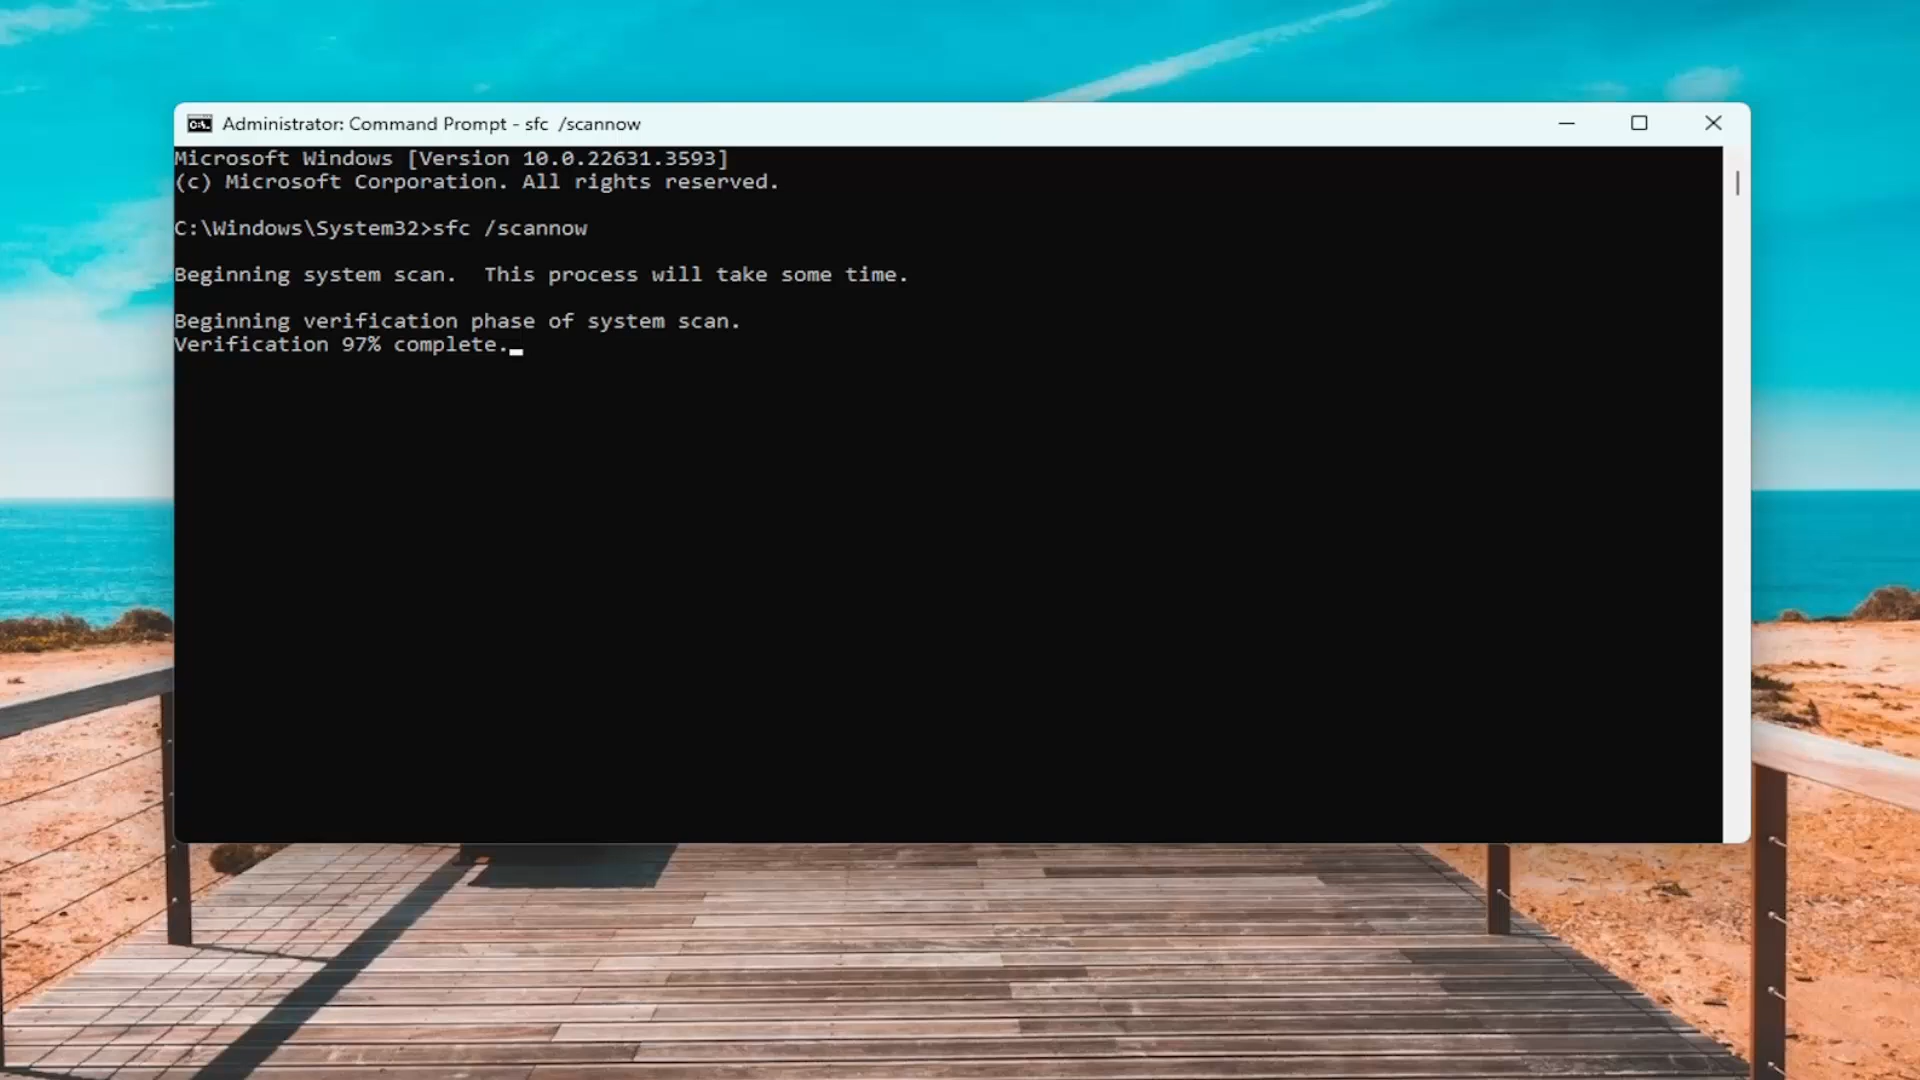 Administrator: Command Prompt - sfc  /scannow
Microsoft Windows [Version 10.0.22631.3593]
(c) Microsoft Corporation. All rights reserved.
C:\Windows\System32>sfc /scannow
Beginning system scan.  This process will take some time.
Beginning verification phase of system scan.
Verification 97% complete.